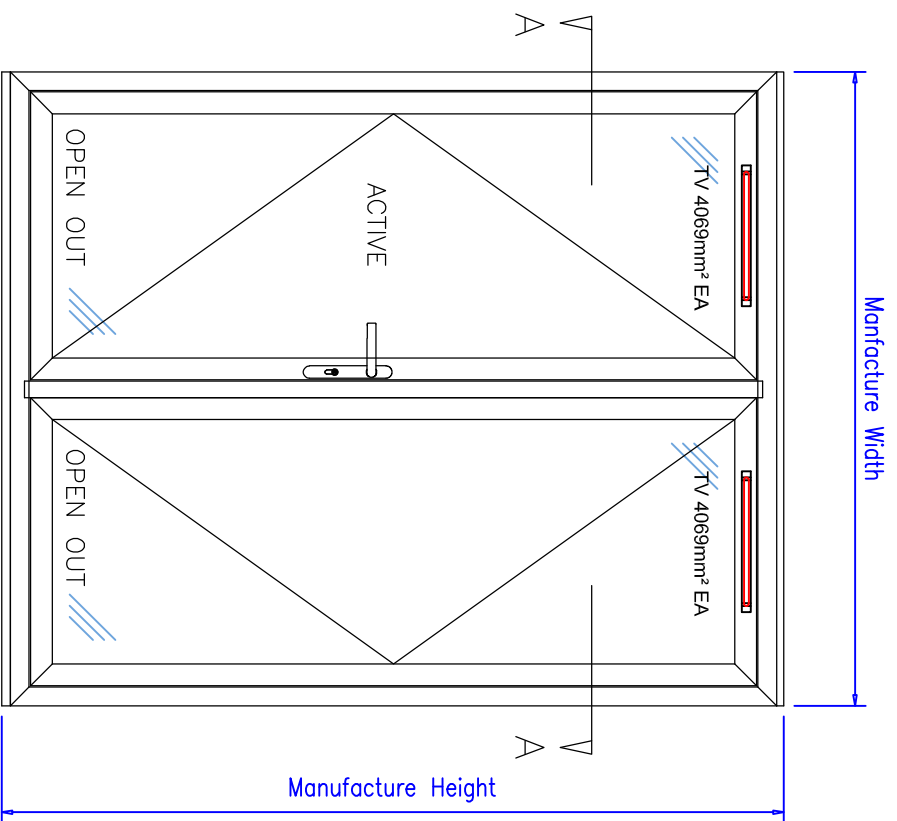 Manfacture Width
TV 4069mm² EA
TV 4069mm² EA
A
A
ACTIVE
OPEN OUT
OPEN OUT
Manufacture Height